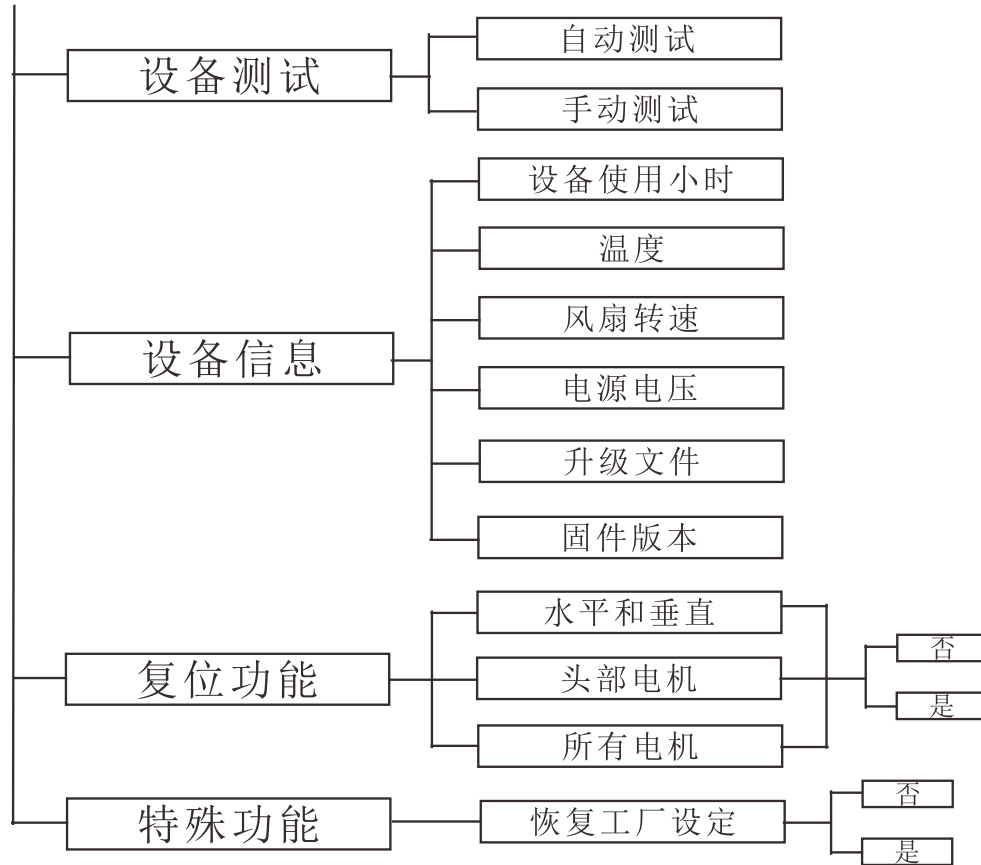 设备测试
自动测试
手动测试
设备信息
设备使用小时
温度
风扇转速
电源电压
升级文件
固件版本
复位功能
水平和垂直
头部电机
所有电机
否
是
特殊功能
恢复工厂设定
否
是